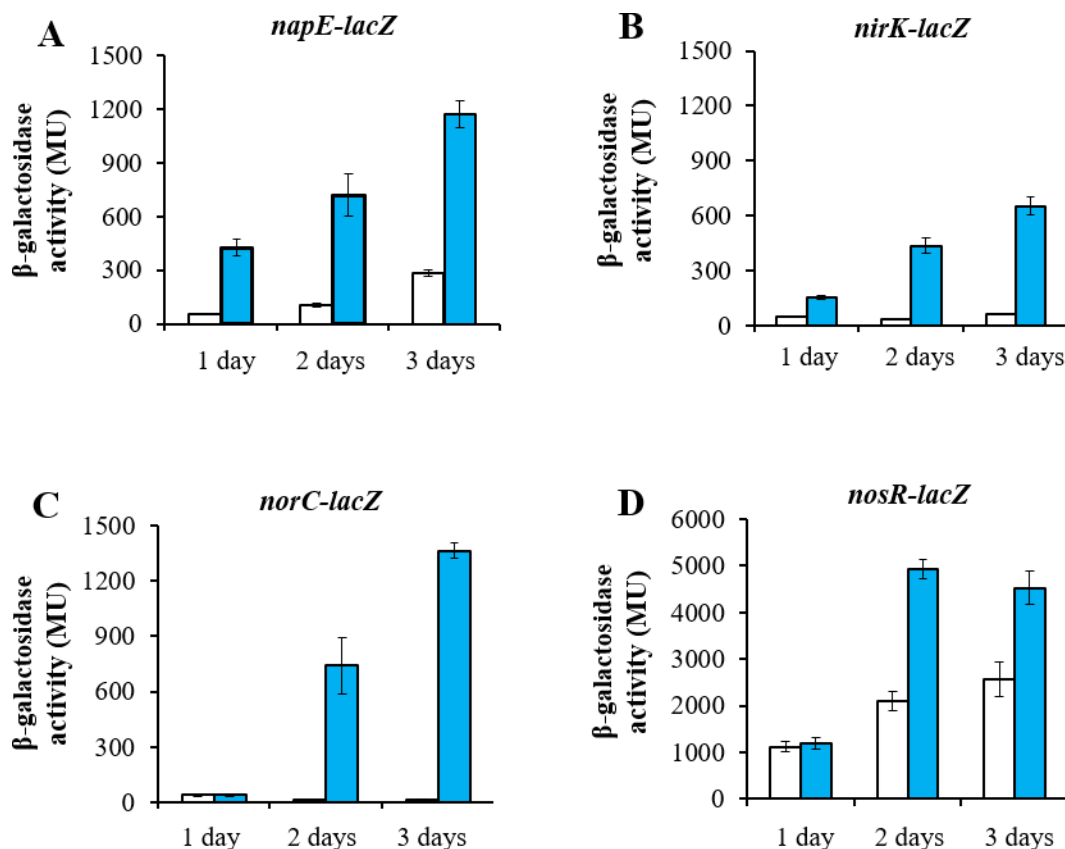 A
napE-lacZ
β-galactosidase
activity (MU)
1500
1200
900
600
300
0
1 day
2 days
3 days
B
nirK-lacZ
β-galactosidase
activity (MU)
1500
1200
900
600
300
0
1 day
2 days
3 days
C
norC-lacZ
β-galactosidase
activity (MU)
1500
1200
900
600
300
0
1 day
2 days
3 days
D
nosR-lacZ
β-galactosidase
activity (MU)
6000
5000
4000
3000
2000
1000
0
1 day
2 days
3 days